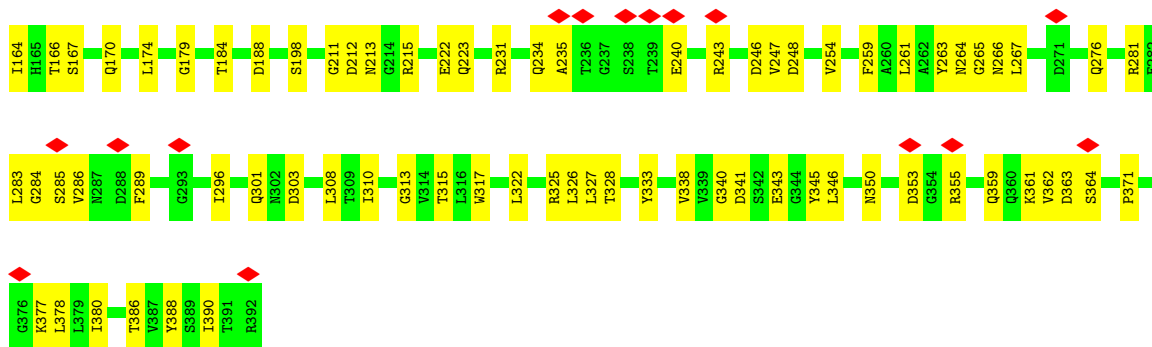 I164 H165 T166 S167 Q170 L174 G179 T184 D188 S198 G211 D212 N213 G214 R215 E222 Q223 R231 Q234 A235 T236 G237 S238 T239 E240 R243 D246 V247 D248 V254 F259 A260 L261 A262 Y263 N264 G265 N266 L267 D271 Q276 R281
L283 G284 S285 V286 N287 D288 F289 G293 I296 Q301 N302 D303 L308 T309 I310 G313 V314 T315 L316 W317 L322 R325 L326 L327 T328 Y333 V338 V339 G340 D341 S342 E343 G344 Y345 L346 N350 D353 G354 R355 Q359 Q360 K361 V362 D363 S364 P371
G376 K377 L378 L379 I380 T386 V387 Y388 S389 I390 T391 R392